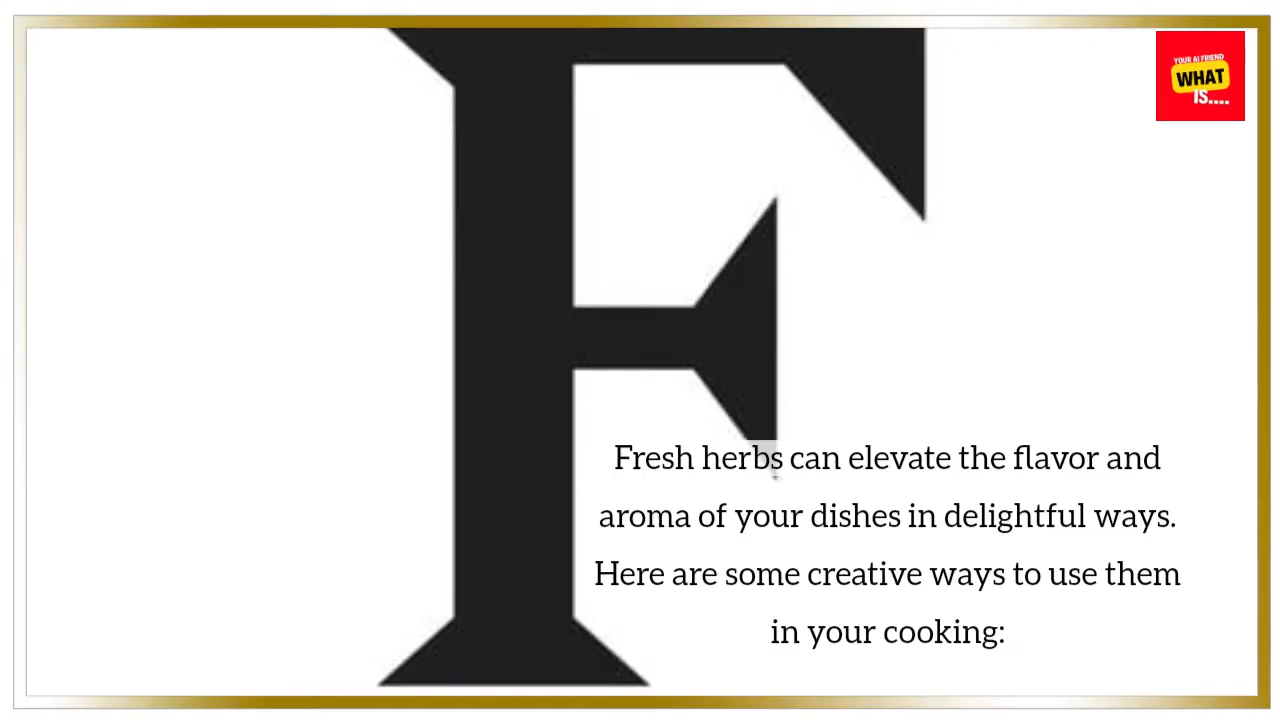 F
YOUR AI FRIEND
WHAT
IS....
Fresh herbs can elevate the flavor and
aroma of your dishes in delightful ways.
Here are some creative ways to use them
in your cooking: